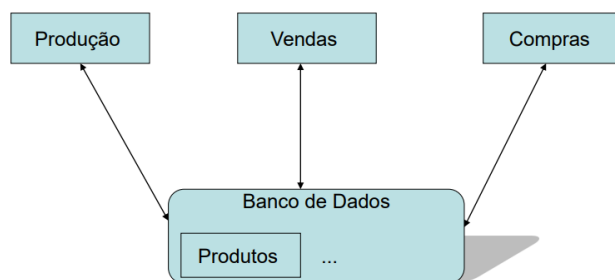 Produção
Vendas
Compras
Banco de Dados
Produtos
...